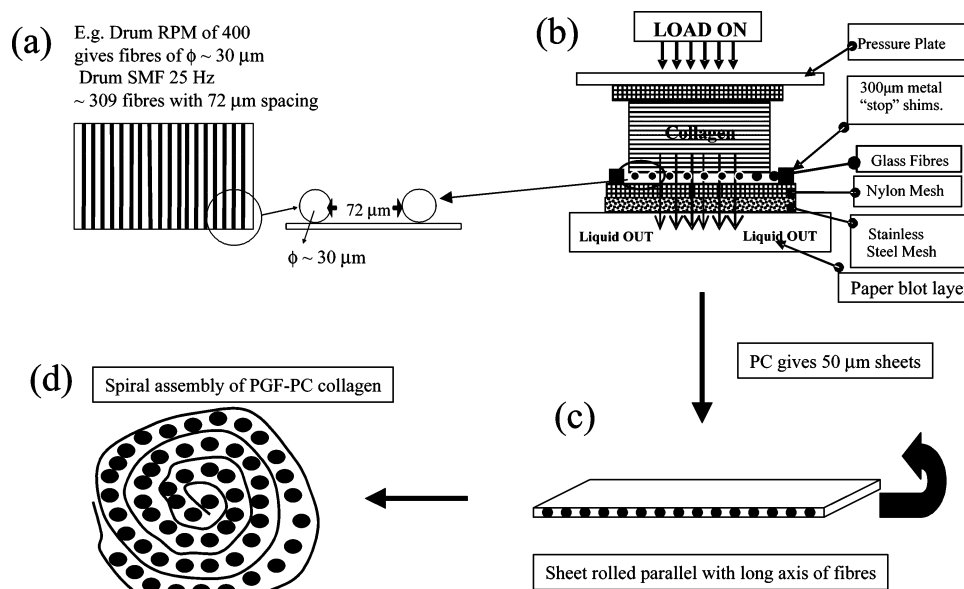 (a)
E.g. Drum RPM of 400
gives fibres of ϕ ~ 30 μm
Drum SMF 25 Hz
~ 309 fibres with 72 μm spacing
72 μm
ϕ ~ 30 μm
(b)
LOAD ON
Pressure Plate
300μm metal
“stop” shims.
Collagen
Glass Fibres
Nylon Mesh
Stainless
Steel Mesh
Liquid OUT
Liquid OUT
Paper blot layer
PC gives 50 μm sheets
(c)
Sheet rolled parallel with long axis of fibres
(d)
Spiral assembly of PGF-PC collagen